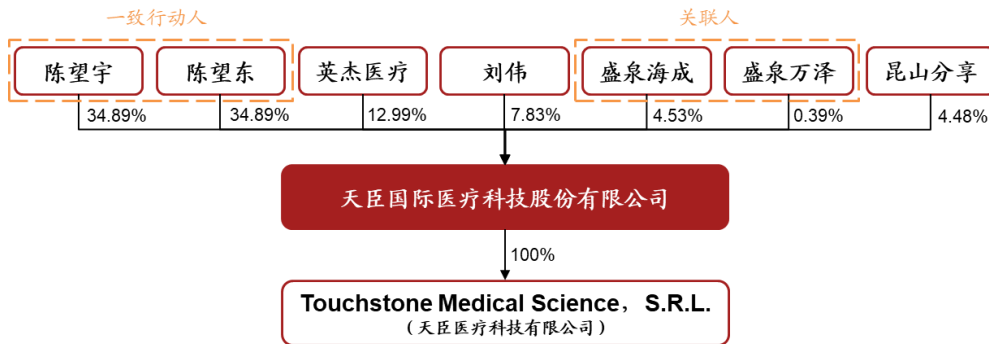 一致行动人
关联人
陈望宇
陈望东
英杰医疗
刘伟
盛泉海成
盛泉万泽
昆山分享
34.89%
34.89%
12.99%
7.83%
4.53%
0.39%
4.48%
天臣国际医疗科技股份有限公司
100%
Touchstone Medical Science, S.R.L.
(天臣医疗科技有限公司)